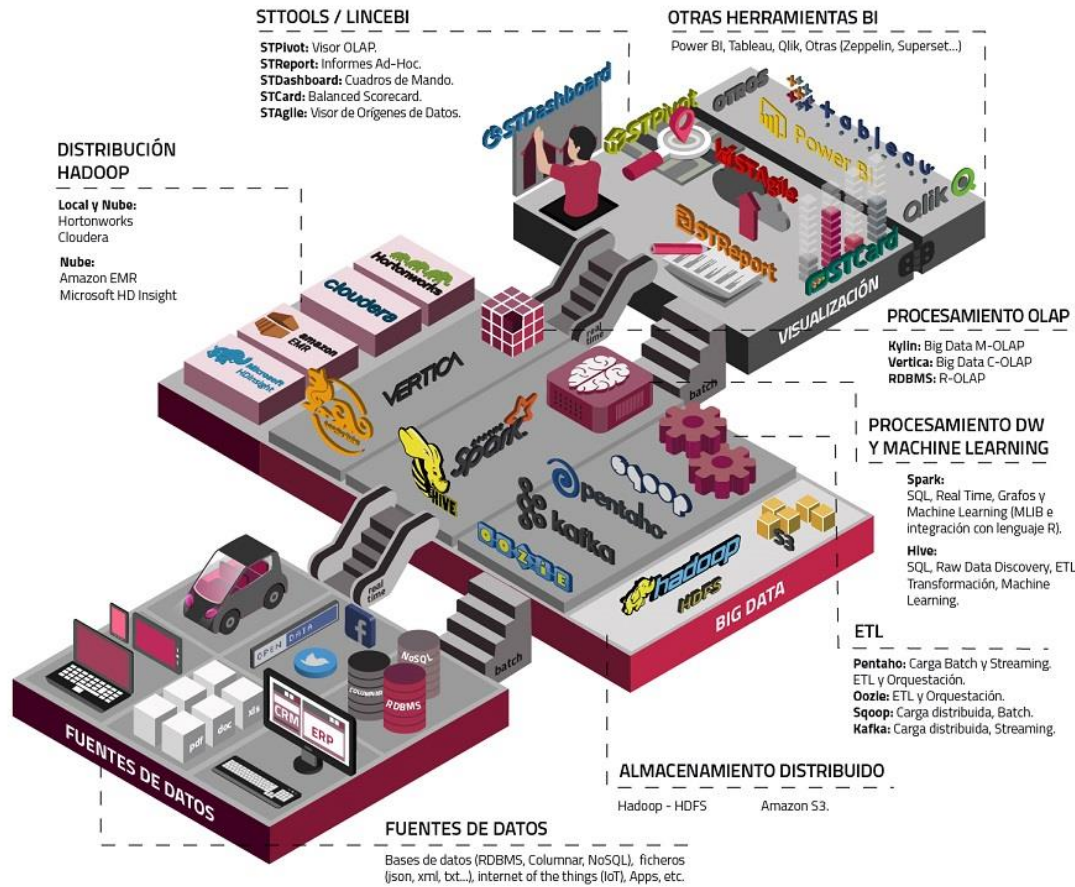 STTOOLS / LINCEBI
STPivot: Visor OLAP.
STReport: Informes Ad-Hoc.
STDashboard: Cuadros de Mando.
STCard: Balanced Scorecard.
STAgile: Visor de Orígenes de Datos.
OTRAS HERRAMIENTAS BI
Power BI, Tableau, Qlik, Otras (Zeppelin, Superset...)
DISTRIBUCIÓN
HADOOP
Local y Nube:
Hortonworks
Cloudera
Nube:
Amazon EMR
Microsoft HD Insight
STDashboard
STPivot
OTROS
tableau
Power BI
STAgile
Qlik
STReport
STCard
VISUALIZACIÓN
Hortonworks
cloudera
amazon
EMR
Microsoft
HDInsight
real
time
batch
VERTICA
Spark
HIVE
sqoop
pentaho
kafka
OOZIE
S3
hadoop
HDFS
BIG DATA
PROCESAMIENTO OLAP
Kylin: Big Data M-OLAP
Vertica: Big Data C-OLAP
RDBMS: R-OLAP
PROCESAMIENTO DW
Y MACHINE LEARNING
Spark:
SQL, Real Time, Grafos y
Machine Learning (MLIB e
integración con lenguaje R).
Hive:
SQL, Raw Data Discovery, ETL
Transformación, Machine
Learning.
ETL
Pentaho: Carga Batch y Streaming.
ETL y Orquestación.
Oozie: ETL y Orquestación.
Sqoop: Carga distribuida, Batch.
Kafka: Carga distribuida, Streaming.
real
time
batch
OPEN DATA
NoSQL
COLUMNAR
RDBMS
pdf
doc
xls
CRM
ERP
FUENTES DE DATOS
ALMACENAMIENTO DISTRIBUIDO
Hadoop - HDFS Amazon S3.
FUENTES DE DATOS
Bases de datos (RDBMS, Columnar, NoSQL), ficheros
(json, xml, txt...), internet of the things (IoT), Apps, etc.